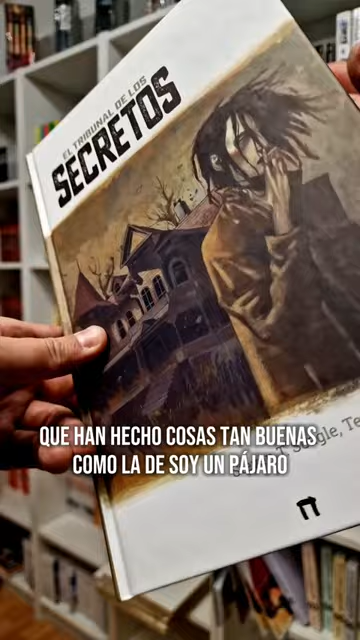 EL TRIBUNAL DE LOS
SECRETOS
QUE HAN HECHO COSAS TAN BUENAS
COMO LA DE SOY UN PÁJARO